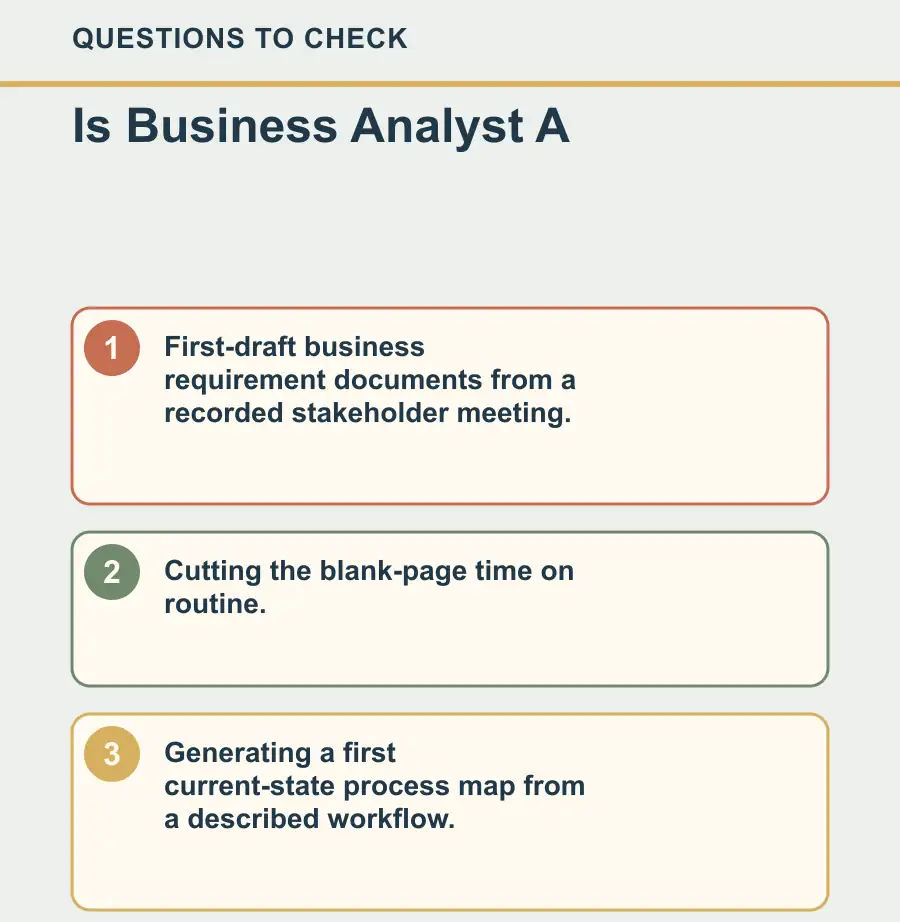 QUESTIONS TO CHECK
Is Business Analyst A
1
First-draft business
requirement documents from a
recorded stakeholder meeting.
2
Cutting the blank-page time on
routine.
3
Generating a first
current-state process map from
a described workflow.